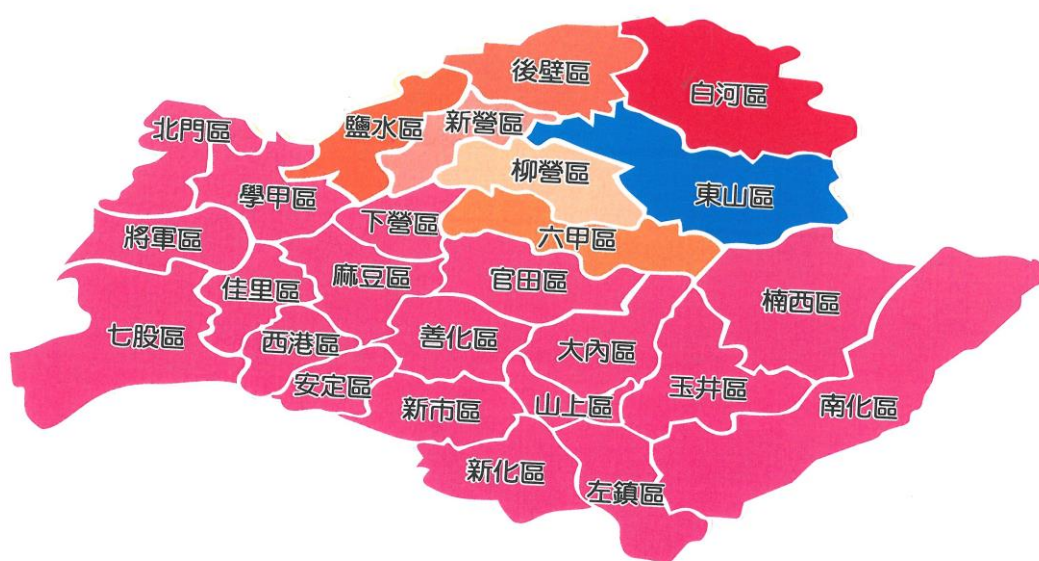 後壁區
白河區
鹽水區
新營區
北門區
柳營區
東山區
學甲區
下營區
六甲區
將軍區
麻豆區
官田區
佳里區
楠西區
七股區
西港區
善化區
大內區
安定區
玉井區
新市區
山上區
南化區
新化區
左鎮區